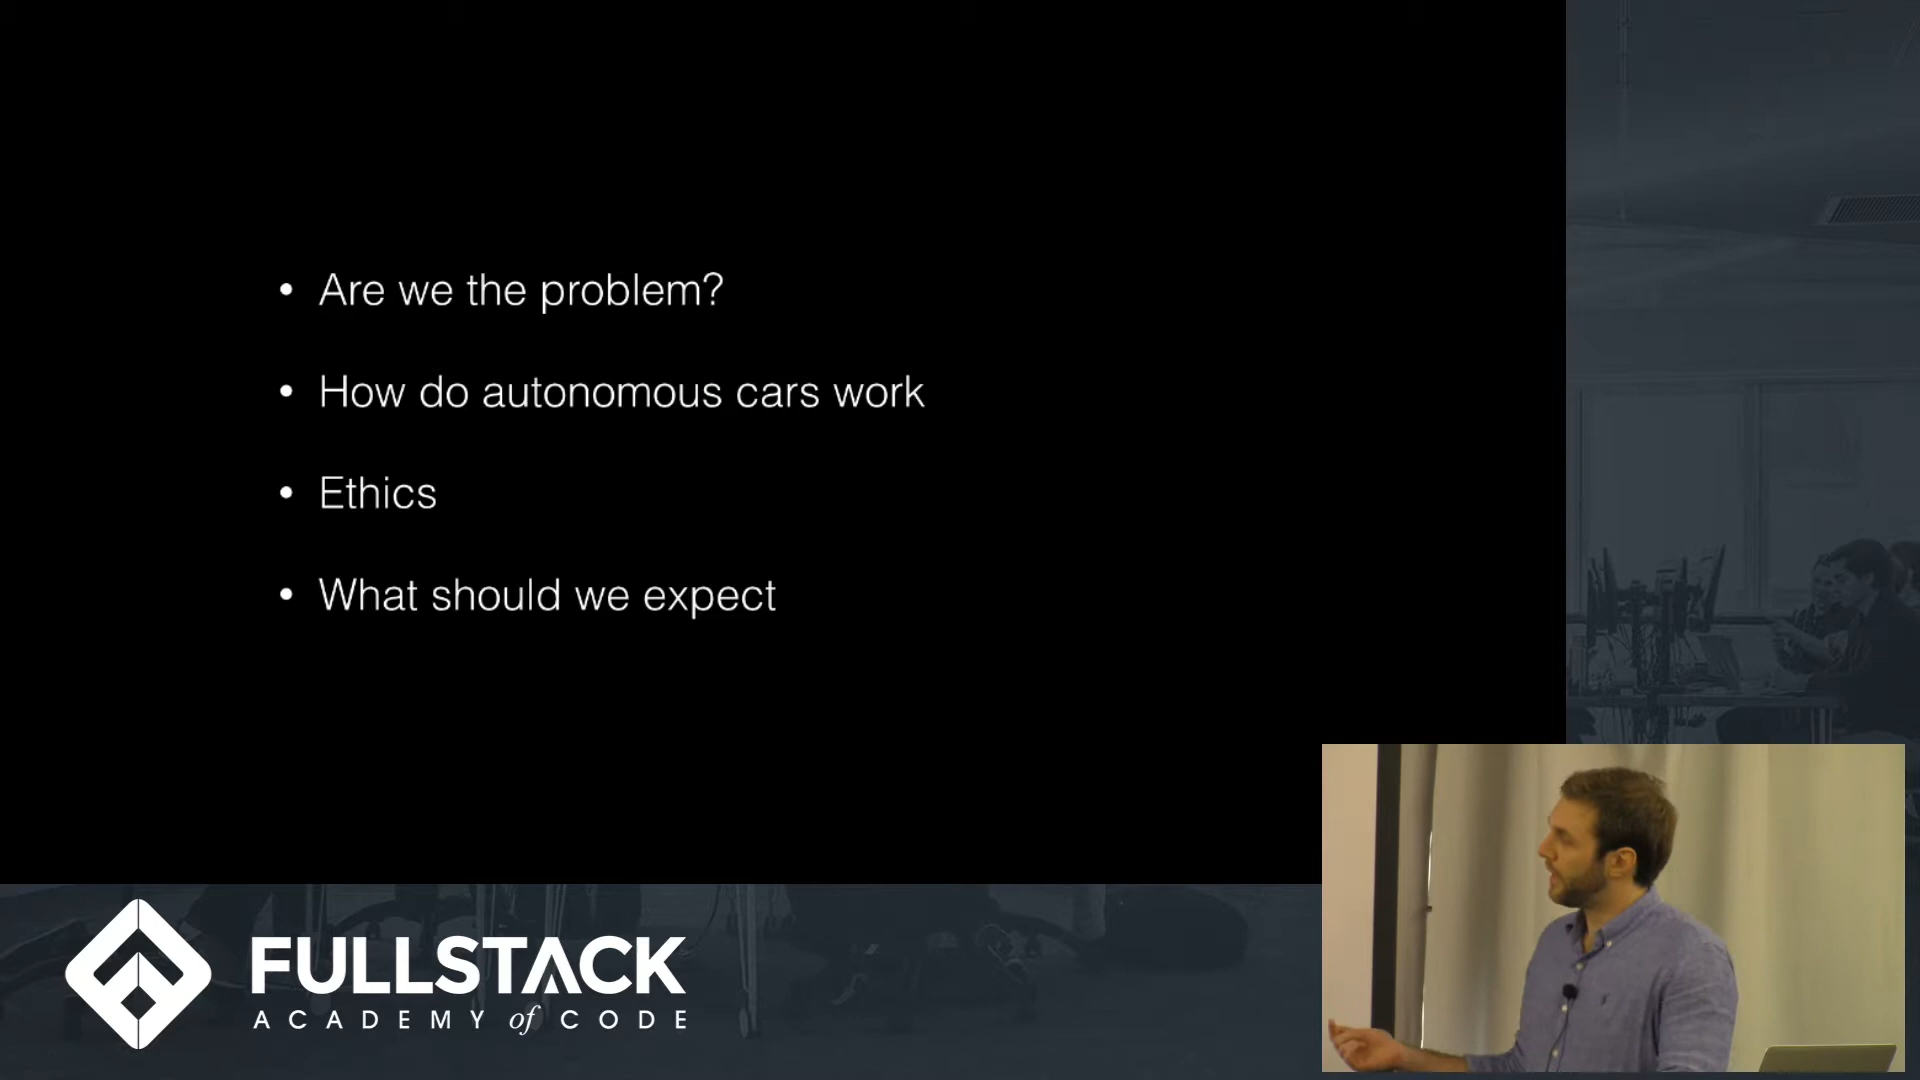 • Are we the problem?
• How do autonomous cars work
• Ethics
• What should we expect
FULLSTACK
ACADEMY of CODE